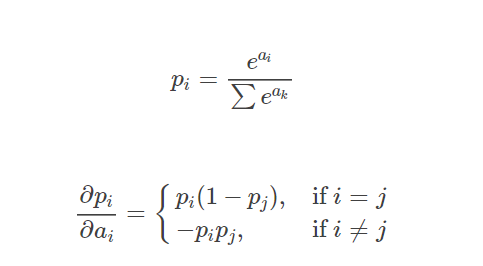 p_i = \frac{e^{a_i}}{\sum e^{a_k}}
\frac{\partial p_i}{\partial a_i} = \begin{cases} p_i(1 - p_j), & \text{if } i = j \\ -p_i p_j, & \text{if } i \neq j \end{cases}